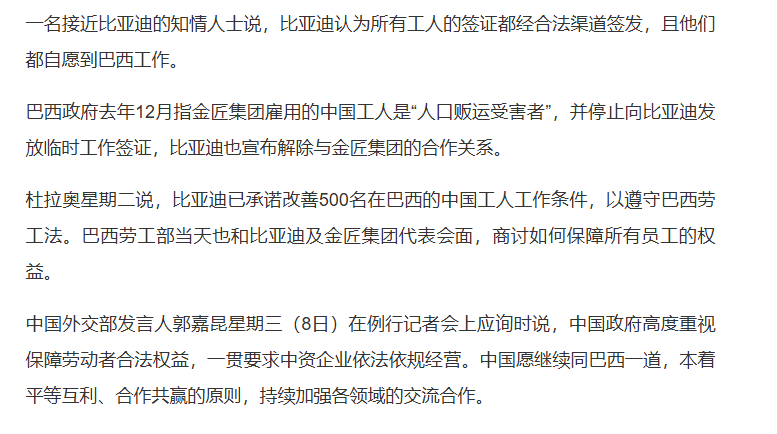 一名接近比亚迪的知情人士说，比亚迪认为所有工人的签证都经合法渠道签发，且他们
都自愿到巴西工作。
巴西政府去年12月指金匠集团雇用的中国工人是“人口贩运受害者”，并停止向比亚迪发
放临时工作签证，比亚迪也宣布解除与金匠集团的合作关系。
杜拉奥星期二说，比亚迪已承诺改善500名在巴西的中国工人工作条件，以遵守巴西劳
工法。巴西劳工部当天也和比亚迪及金匠集团代表会面，商讨如何保障所有员工的权
益。
中国外交部发言人郭嘉昆星期三（8日）在例行记者会上应询时说，中国政府高度重视
保障劳动者合法权益，一贯要求中资企业依法依规经营。中国愿继续同巴西一道，本着
平等互利、合作共赢的原则，持续加强各领域的交流合作。